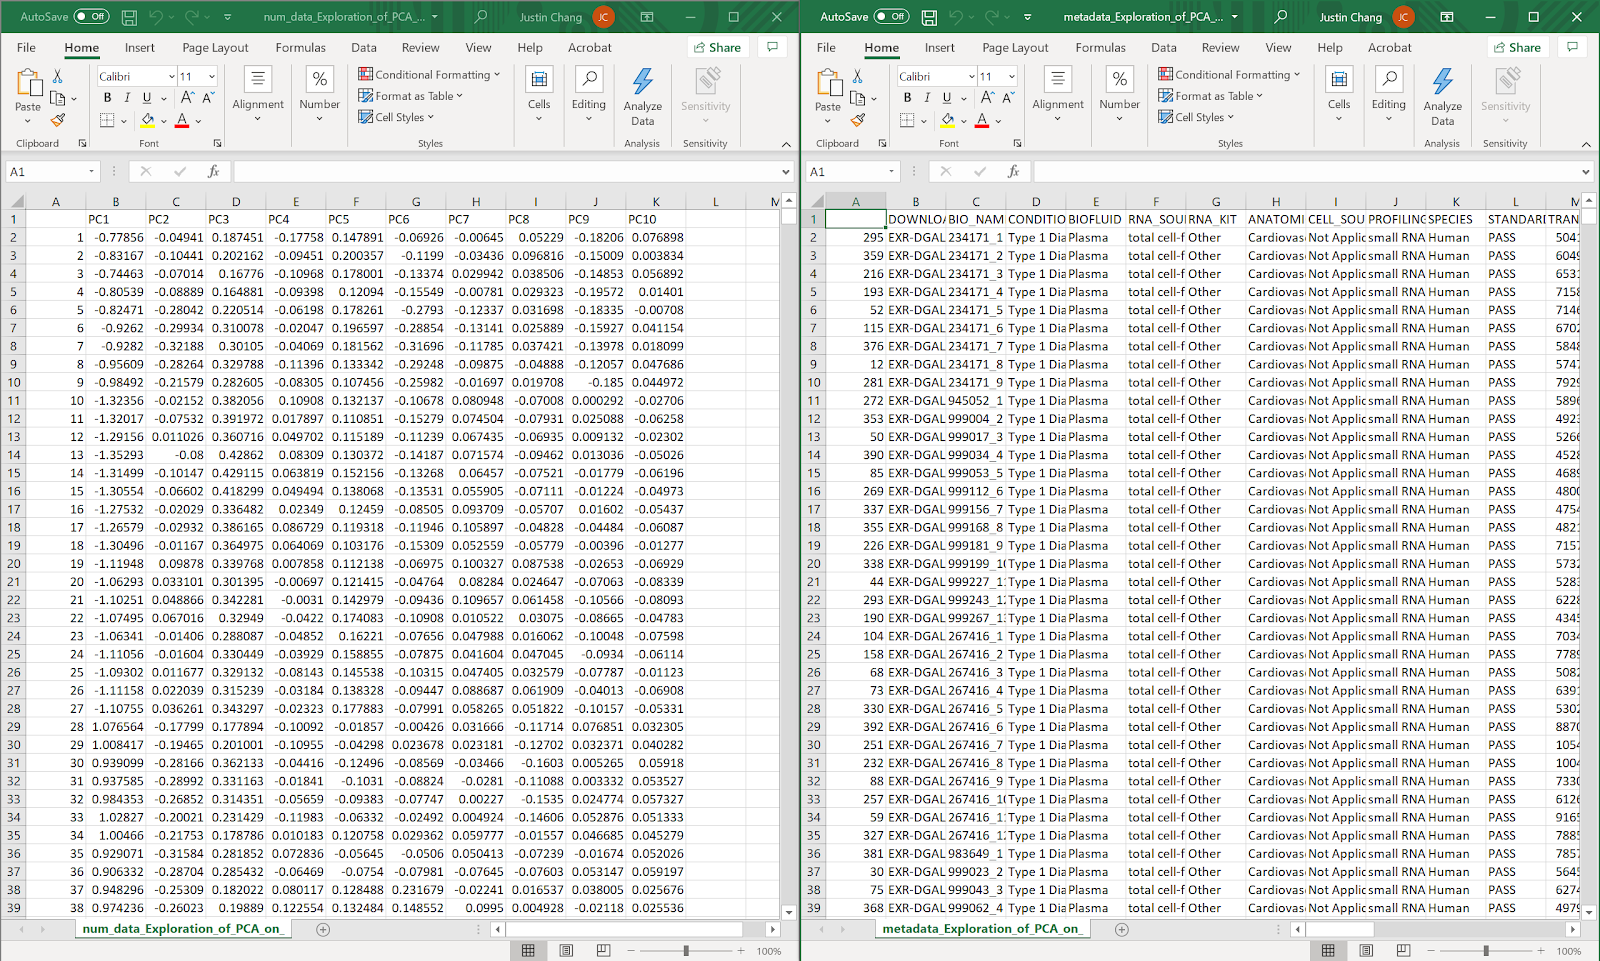 AutoSave Off num_data_Exploration_of_PCA_... Justin Chang JC
File Home Insert Page Layout Formulas Data Review View Help Acrobat Share
Paste Calibri 11 B I U A A A Alignment % Number Conditional Formatting Format as Table Cell Styles Cells Editing Analyze Data Sensitivity
Clipboard Font Styles Analysis Sensitivity
A1 fx
A B C D E F G H I J K L M
1 PC1 PC2 PC3 PC4 PC5 PC6 PC7 PC8 PC9 PC10
2 1 -0.77856 -0.04941 0.187451 -0.17758 0.147891 -0.06926 -0.00645 0.05229 -0.18206 0.076898
3 2 -0.83167 -0.10441 0.202162 -0.09451 0.200357 -0.1199 -0.03436 0.096816 -0.15009 0.003834
4 3 -0.74463 -0.07014 0.16776 -0.10968 0.178001 -0.13374 0.029942 0.038506 -0.14853 0.056892
5 4 -0.80539 -0.08889 0.164881 -0.09398 0.12094 -0.15549 -0.00781 0.029323 -0.19572 0.01401
6 5 -0.82471 -0.28042 0.220514 -0.06198 0.178261 -0.2793 -0.12337 0.031698 -0.18335 -0.00708
7 6 -0.9262 -0.29934 0.310078 -0.02047 0.196597 -0.28854 -0.13141 0.025889 -0.15927 0.041154
8 7 -0.9282 -0.32188 0.30105 -0.04069 0.181562 -0.31696 -0.11785 0.037421 -0.13978 0.018099
9 8 -0.95609 -0.28264 0.329788 -0.11396 0.133342 -0.29248 -0.09875 -0.04888 -0.12057 0.047686
10 9 -0.98492 -0.21579 0.282605 -0.08305 0.107456 -0.25982 -0.01697 0.019708 -0.185 0.044972
11 10 -1.32356 -0.02152 0.382056 0.10908 0.132137 -0.10678 0.080948 -0.07008 0.000292 -0.02706
12 11 -1.32017 -0.07532 0.391972 0.017897 0.110851 -0.15279 0.074504 -0.07931 0.025088 -0.06258
13 12 -1.29156 0.011026 0.360716 0.049702 0.115189 -0.11239 0.067435 -0.06935 0.009132 -0.02302
14 13 -1.35293 -0.08 0.42862 0.08309 0.130372 -0.14187 0.071574 -0.09462 0.013036 -0.05026
15 14 -1.31499 -0.10147 0.429115 0.063819 0.152156 -0.13268 0.06457 -0.07521 -0.01779 -0.06196
16 15 -1.30554 -0.06602 0.418299 0.049494 0.138068 -0.13531 0.055905 -0.07111 -0.01224 -0.04973
17 16 -1.27532 -0.02029 0.336482 0.02349 0.12459 -0.08505 0.093709 -0.05707 0.01602 -0.05437
18 17 -1.26579 -0.02932 0.386165 0.086729 0.119318 -0.11946 0.105897 -0.04828 -0.04484 -0.06087
19 18 -1.30496 -0.01167 0.364975 0.064069 0.103176 -0.15309 0.052559 -0.05779 -0.00396 -0.01277
20 19 -1.11948 0.09878 0.339768 0.007858 0.112138 -0.06975 0.100327 0.087538 -0.02653 -0.06929
21 20 -1.06293 0.033101 0.301395 -0.00697 0.121415 -0.04764 0.08284 0.024647 -0.07063 -0.08339
22 21 -1.10251 0.048866 0.342281 -0.0031 0.142979 -0.09436 0.109657 0.061458 -0.10566 -0.08093
23 22 -1.07495 0.067016 0.32949 -0.0422 0.174083 -0.10908 0.010522 0.03075 -0.08665 -0.04783
24 23 -1.06341 -0.01406 0.288087 -0.04852 0.16221 -0.07656 0.047988 0.016062 -0.10048 -0.07598
25 24 -1.11056 -0.01604 0.330449 -0.03929 0.158855 -0.07875 0.041604 0.047045 -0.0934 -0.06114
26 25 -1.09302 0.011677 0.329132 -0.08143 0.145538 -0.10315 0.047405 0.032579 -0.07787 -0.01123
27 26 -1.11158 0.022039 0.315239 -0.03184 0.138328 -0.09447 0.088687 0.061909 -0.04013 -0.06908
28 27 -1.10755 0.036261 0.343297 -0.02323 0.177883 -0.07991 0.058265 0.051822 -0.10157 -0.05331
29 28 1.076564 -0.17799 0.177894 -0.10092 -0.01857 -0.00426 0.031666 -0.11714 0.076851 0.032305
30 29 1.008417 -0.19465 0.201001 -0.10955 -0.04298 0.023678 0.023181 -0.12702 0.032371 0.040282
31 30 0.939099 -0.28166 0.362133 -0.04416 -0.12496 -0.08569 -0.03466 -0.1603 0.005265 0.05918
32 31 0.937585 -0.28992 0.331163 -0.01841 -0.1031 -0.08824 -0.0281 -0.11088 0.003332 0.053527
33 32 0.984353 -0.26852 0.314351 -0.05659 -0.09383 -0.07747 0.00227 -0.1535 0.024774 0.057327
34 33 1.02827 -0.20021 0.231429 -0.11983 -0.06332 -0.02492 0.004924 -0.14606 0.052876 0.051333
35 34 1.00466 -0.21753 0.178786 0.010183 0.120758 0.029362 0.059777 -0.01557 0.046685 0.045279
36 35 0.929071 -0.31584 0.281852 0.072836 -0.05645 -0.0506 0.050413 -0.07239 -0.01674 0.052026
37 36 0.906332 -0.28704 0.285432 -0.06469 -0.0754 -0.07981 -0.07645 -0.07603 0.053147 0.059197
38 37 0.948296 -0.25309 0.182022 0.080117 0.128488 0.231679 -0.02241 0.016537 0.038005 0.025676
39 38 0.974236 -0.26023 0.19889 0.122554 0.132484 0.148552 0.0995 0.004928 -0.02118 0.025536
num_data_Exploration_of_PCA_on_
100%
AutoSave Off metadata_Exploration_of_PCA_... Justin Chang JC
File Home Insert Page Layout Formulas Data Review View Help Acrobat Share
Paste Calibri 11 B I U A A A Alignment % Number Conditional Formatting Format as Table Cell Styles Cells Editing Analyze Data Sensitivity
Clipboard Font Styles Analysis Sensitivity
A1 fx
A B C D E F G H I J K L M
1 DOWNLOA BIO_NAM CONDITIO BIOFLUID RNA_SOU RNA_KIT ANATOMI CELL_SOU PROFILING SPECIES STANDARI TRAN
2 295 EXR-DGAL 234171_1 Type 1 Dia Plasma total cell-f Other Cardiovas Not Applic small RNA Human PASS 5041
3 359 EXR-DGAL 234171_2 Type 1 Dia Plasma total cell-f Other Cardiovas Not Applic small RNA Human PASS 6049
4 216 EXR-DGAL 234171_3 Type 1 Dia Plasma total cell-f Other Cardiovas Not Applic small RNA Human PASS 6531
5 193 EXR-DGAL 234171_4 Type 1 Dia Plasma total cell-f Other Cardiovas Not Applic small RNA Human PASS 7158
6 52 EXR-DGAL 234171_5 Type 1 Dia Plasma total cell-f Other Cardiovas Not Applic small RNA Human PASS 7146
7 115 EXR-DGAL 234171_6 Type 1 Dia Plasma total cell-f Other Cardiovas Not Applic small RNA Human PASS 6702
8 376 EXR-DGAL 234171_7 Type 1 Dia Plasma total cell-f Other Cardiovas Not Applic small RNA Human PASS 5848
9 12 EXR-DGAL 234171_8 Type 1 Dia Plasma total cell-f Other Cardiovas Not Applic small RNA Human PASS 5747
10 281 EXR-DGAL 234171_9 Type 1 Dia Plasma total cell-f Other Cardiovas Not Applic small RNA Human PASS 7929
11 272 EXR-DGAL 945052_1 Type 1 Dia Plasma total cell-f Other Cardiovas Not Applic small RNA Human PASS 5896
12 353 EXR-DGAL 999004_2 Type 1 Dia Plasma total cell-f Other Cardiovas Not Applic small RNA Human PASS 4923
13 50 EXR-DGAL 999017_3 Type 1 Dia Plasma total cell-f Other Cardiovas Not Applic small RNA Human PASS 5266
14 390 EXR-DGAL 999034_4 Type 1 Dia Plasma total cell-f Other Cardiovas Not Applic small RNA Human PASS 4528
15 85 EXR-DGAL 999053_5 Type 1 Dia Plasma total cell-f Other Cardiovas Not Applic small RNA Human PASS 4689
16 269 EXR-DGAL 999112_6 Type 1 Dia Plasma total cell-f Other Cardiovas Not Applic small RNA Human PASS 4800
17 337 EXR-DGAL 999156_7 Type 1 Dia Plasma total cell-f Other Cardiovas Not Applic small RNA Human PASS 4754
18 355 EXR-DGAL 999168_8 Type 1 Dia Plasma total cell-f Other Cardiovas Not Applic small RNA Human PASS 4821
19 226 EXR-DGAL 999181_9 Type 1 Dia Plasma total cell-f Other Cardiovas Not Applic small RNA Human PASS 7157
20 338 EXR-DGAL 999199_1( Type 1 Dia Plasma total cell-f Other Cardiovas Not Applic small RNA Human PASS 5732
21 44 EXR-DGAL 999227_1: Type 1 Dia Plasma total cell-f Other Cardiovas Not Applic small RNA Human PASS 5283
22 293 EXR-DGAL 999243_1: Type 1 Dia Plasma total cell-f Other Cardiovas Not Applic small RNA Human PASS 6228
23 190 EXR-DGAL 999267_1: Type 1 Dia Plasma total cell-f Other Cardiovas Not Applic small RNA Human PASS 4345
24 104 EXR-DGAL 267416_1 Type 1 Dia Plasma total cell-f Other Cardiovas Not Applic small RNA Human PASS 7034
25 158 EXR-DGAL 267416_2 Type 1 Dia Plasma total cell-f Other Cardiovas Not Applic small RNA Human PASS 7789
26 68 EXR-DGAL 267416_3 Type 1 Dia Plasma total cell-f Other Cardiovas Not Applic small RNA Human PASS 5082
27 73 EXR-DGAL 267416_4 Type 1 Dia Plasma total cell-f Other Cardiovas Not Applic small RNA Human PASS 6391
28 330 EXR-DGAL 267416_5 Type 1 Dia Plasma total cell-f Other Cardiovas Not Applic small RNA Human PASS 5302
29 392 EXR-DGAL 267416_6 Type 1 Dia Plasma total cell-f Other Cardiovas Not Applic small RNA Human PASS 8870
30 251 EXR-DGAL 267416_7 Type 1 Dia Plasma total cell-f Other Cardiovas Not Applic small RNA Human PASS 1054
31 232 EXR-DGAL 267416_8 Type 1 Dia Plasma total cell-f Other Cardiovas Not Applic small RNA Human PASS 1004
32 88 EXR-DGAL 267416_9 Type 1 Dia Plasma total cell-f Other Cardiovas Not Applic small RNA Human PASS 7330
33 257 EXR-DGAL 267416_1( Type 1 Dia Plasma total cell-f Other Cardiovas Not Applic small RNA Human PASS 6126
34 59 EXR-DGAL 267416_1: Type 1 Dia Plasma total cell-f Other Cardiovas Not Applic small RNA Human PASS 9165
35 327 EXR-DGAL 267416_1: Type 1 Dia Plasma total cell-f Other Cardiovas Not Applic small RNA Human PASS 7885
36 381 EXR-DGAL 983649_1 Type 1 Dia Plasma total cell-f Other Cardiovas Not Applic small RNA Human PASS 7857
37 30 EXR-DGAL 999023_2 Type 1 Dia Plasma total cell-f Other Cardiovas Not Applic small RNA Human PASS 5645
38 75 EXR-DGAL 999043_3 Type 1 Dia Plasma total cell-f Other Cardiovas Not Applic small RNA Human PASS 6274
39 368 EXR-DGAL 999062_4 Type 1 Dia Plasma total cell-f Other Cardiovas Not Applic small RNA Human PASS 4979
metadata_Exploration_of_PCA_on_
100%